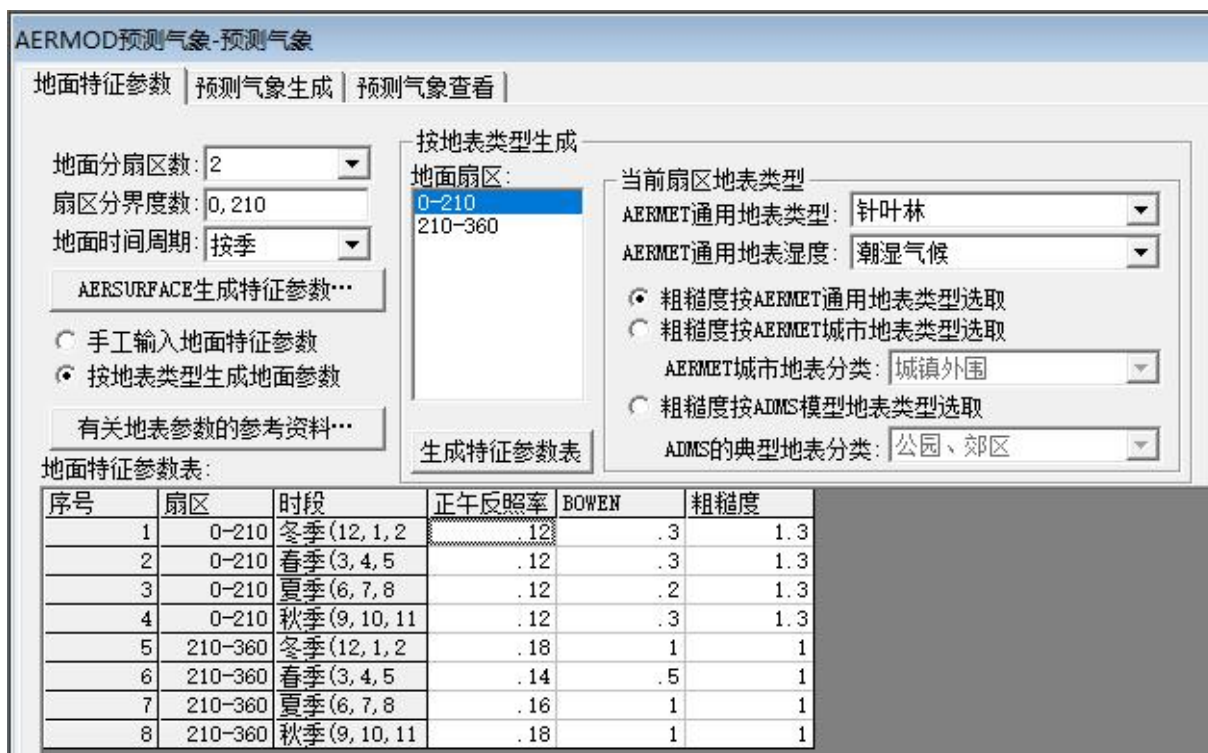 AERMOD预测气象-预测气象
地面特征参数 预测气象生成 预测气象查看
地面分扇区数: 2
扇区分界度数: 0,210
地面时间周期: 按季
AERSURFACE生成特征参数…
手工输入地面特征参数
按地表类型生成地面参数
有关地表参数的参考资料…
按地表类型生成
地面扇区:
0-210
210-360
生成特征参数表
当前扇区地表类型
AERMET通用地表类型: 针叶林
AERMET通用地表湿度: 潮湿气候
粗糙度按AERMET通用地表类型选取
粗糙度按AERMET城市地表类型选取
AERMET城市地表分类: 城镇外围
粗糙度按ADMS模型地表类型选取
ADMS的典型地表分类: 公园、郊区
地面特征参数表:
序号 扇区 时段 正午反照率 BOWEN 粗糙度
1 0-210 冬季(12,1,2 .12 .3 1.3
2 0-210 春季(3,4,5 .12 .3 1.3
3 0-210 夏季(6,7,8 .12 .2 1.3
4 0-210 秋季(9,10,11 .12 .3 1.3
5 210-360 冬季(12,1,2 .18 1 1
6 210-360 春季(3,4,5 .14 .5 1
7 210-360 夏季(6,7,8 .16 1 1
8 210-360 秋季(9,10,11 .18 1 1